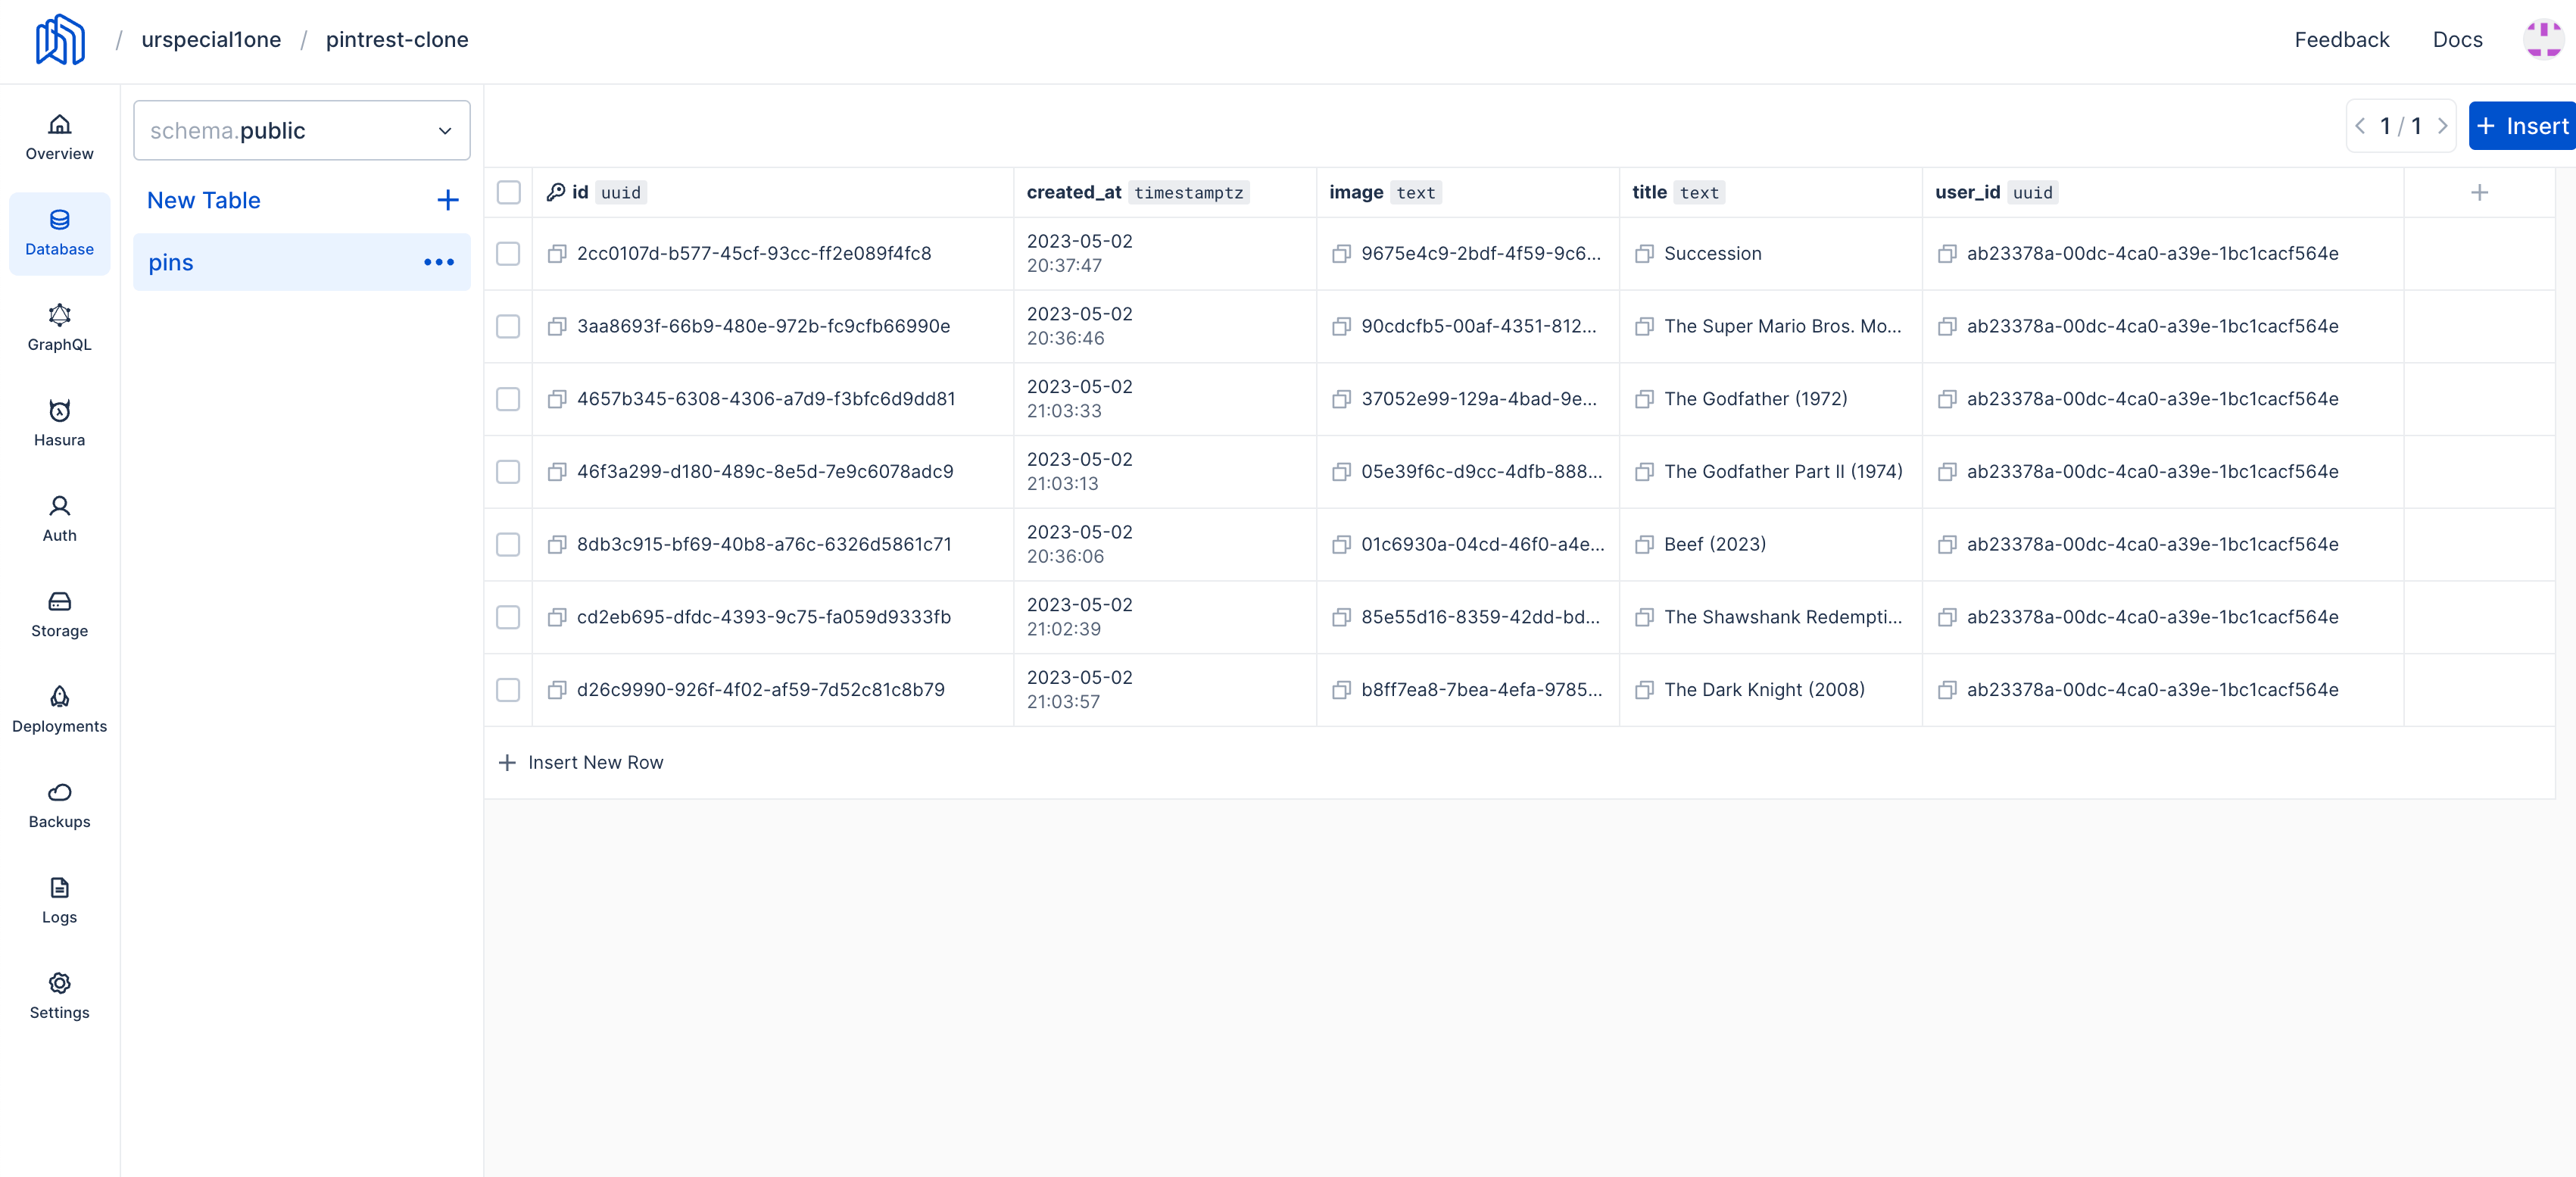 / urspecial1one / pintrest-clone
Feedback Docs
Overview
Database
GraphQL
Hasura
Auth
Storage
Deployments
Backups
Logs
Settings
schema.public
New Table
pins
1 / 1
Insert
id uuid created_at timestamptz image text title text user_id uuid
2cc0107d-b577-45cf-93cc-ff2e089f4fc8 2023-05-02 9675e4c9-2bdf-4f59-9c6... Succession ab23378a-00dc-4ca0-a39e-1bc1cacf564e
20:37:47
3aa8693f-66b9-480e-972b-fc9cfb66990e 2023-05-02 90cdcfb5-00af-4351-812... The Super Mario Bros. Mo... ab23378a-00dc-4ca0-a39e-1bc1cacf564e
20:36:46
4657b345-6308-4306-a7d9-f3bfc6d9dd81 2023-05-02 37052e99-129a-4bad-9e... The Godfather (1972) ab23378a-00dc-4ca0-a39e-1bc1cacf564e
21:03:33
46f3a299-d180-489c-8e5d-7e9c6078adc9 2023-05-02 05e39f6c-d9cc-4dfb-888... The Godfather Part II (1974) ab23378a-00dc-4ca0-a39e-1bc1cacf564e
21:03:13
8db3c915-bf69-40b8-a76c-6326d5861c71 2023-05-02 01c6930a-04cd-46f0-a4e... Beef (2023) ab23378a-00dc-4ca0-a39e-1bc1cacf564e
20:36:06
cd2eb695-dfdc-4393-9c75-fa059d9333fb 2023-05-02 85e55d16-8359-42dd-bd... The Shawshank Redempti... ab23378a-00dc-4ca0-a39e-1bc1cacf564e
21:02:39
d26c9990-926f-4f02-af59-7d52c81c8b79 2023-05-02 b8ff7ea8-7bea-4efa-9785... The Dark Knight (2008) ab23378a-00dc-4ca0-a39e-1bc1cacf564e
21:03:57
Insert New Row